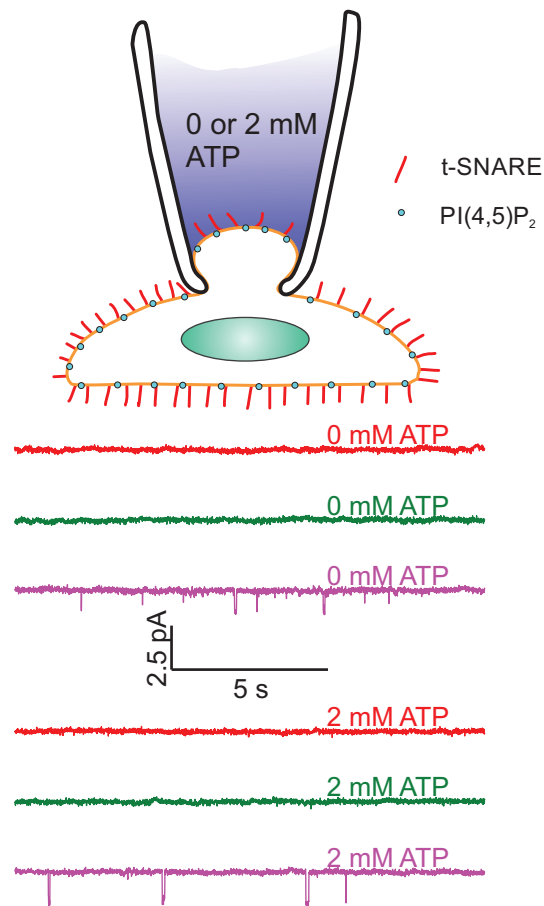 0 or 2 mM
ATP
t-SNARE
PI(4,5)P₂
0 mM ATP
0 mM ATP
0 mM ATP
2.5 pA
5 s
2 mM ATP
2 mM ATP
2 mM ATP